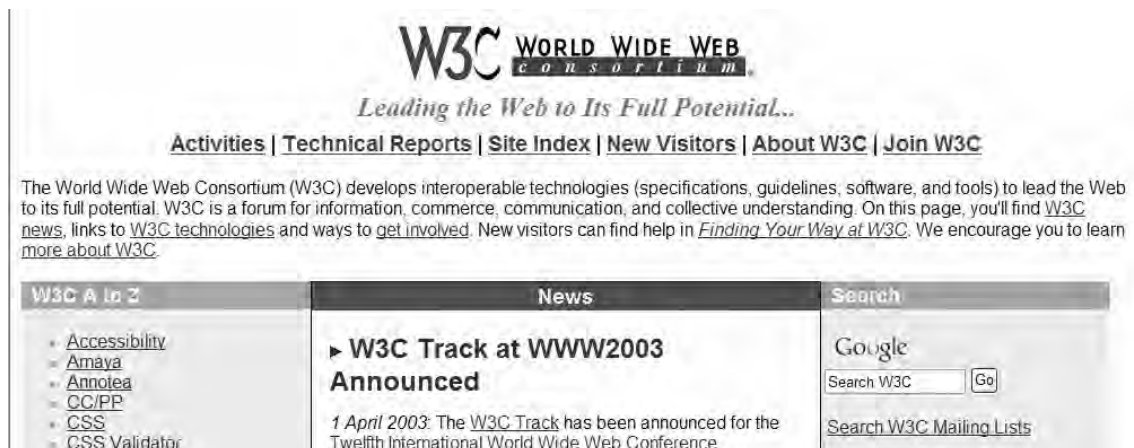 W3C WORLD WIDE WEB
consortium
Leading the Web to Its Full Potential...
Activities | Technical Reports | Site Index | New Visitors | About W3C | Join W3C
The World Wide Web Consortium (W3C) develops interoperable technologies (specifications, guidelines, software, and tools) to lead the Web
to its full potential. W3C is a forum for information, commerce, communication, and collective understanding. On this page, you'll find W3C
news, links to W3C technologies and ways to get involved. New visitors can find help in Finding Your Way at W3C. We encourage you to learn
more about W3C.
W3C A to Z
Accessibility
Amaya
Annotea
CC/PP
CSS
CSS Validator
News
▸ W3C Track at WWW2003
Announced
1 April 2003: The W3C Track has been announced for the
Twelfth International World Wide Web Conference
Search
Google
Search W3C Go
Search W3C Mailing Lists